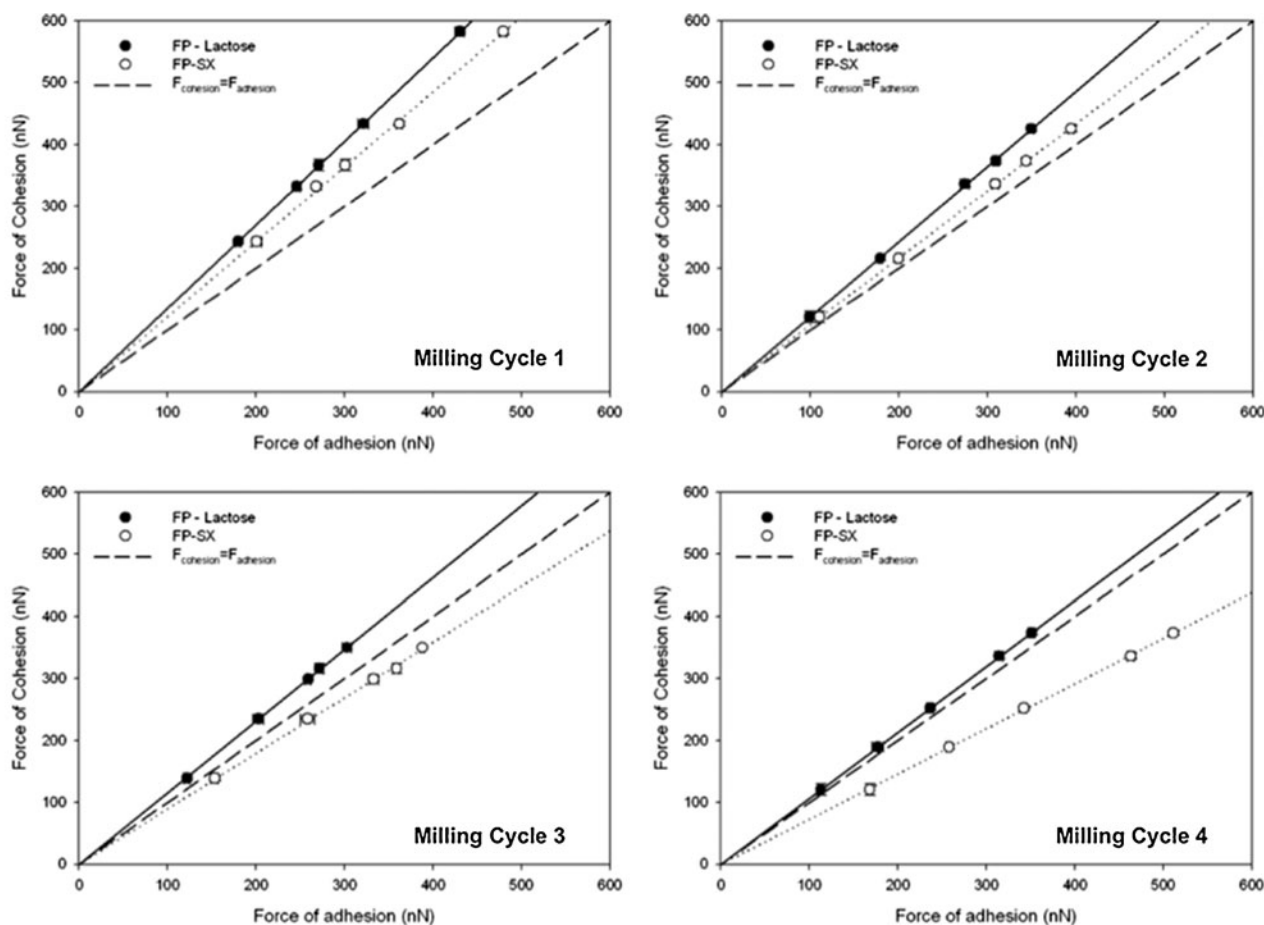 600
500
400
300
200
100
0
Force of Cohesion (nN)
FP - Lactose
FP-SX
Fcohesion=Fadhesion
Milling Cycle 1
0 100 200 300 400 500 600
Force of adhesion (nN)
600
500
400
300
200
100
0
Force of Cohesion (nN)
FP - Lactose
FP-SX
Fcohesion=Fadhesion
Milling Cycle 2
0 100 200 300 400 500 600
Force of adhesion (nN)
600
500
400
300
200
100
0
Force of Cohesion (nN)
FP - Lactose
FP-SX
Fcohesion=Fadhesion
Milling Cycle 3
0 100 200 300 400 500 600
Force of adhesion (nN)
600
500
400
300
200
100
0
Force of Cohesion (nN)
FP - Lactose
FP-SX
Fcohesion=Fadhesion
Milling Cycle 4
0 100 200 300 400 500 600
Force of adhesion (nN)